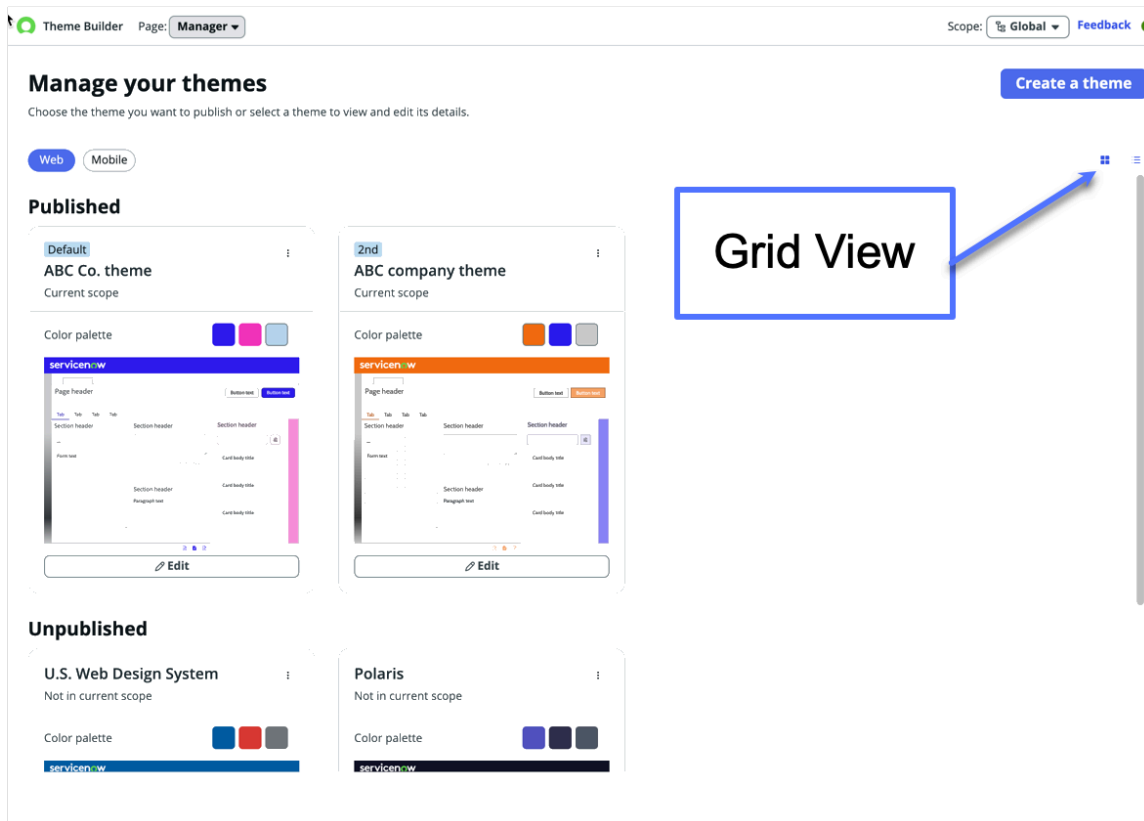 Theme Builder Page: Manager Scope: Global Feedback
Manage your themes
Create a theme
Choose the theme you want to publish or select a theme to view and edit its details.
Web Mobile
Grid View
Published
Default
ABC Co. theme
Current scope
Color palette
servicenow
Page header
Button text Button text
Tab Tab Tab Tab
Section header Section header Section header
Form text
Card body title
Card body title
Section header
Paragraph text
Card body title
Edit
2nd
ABC company theme
Current scope
Color palette
servicenow
Page header
Button text Button text
Tab Tab Tab Tab
Section header Section header Section header
Form text
Card body title
Card body title
Section header
Paragraph text
Card body title
Edit
Unpublished
U.S. Web Design System
Not in current scope
Color palette
servicenow
Polaris
Not in current scope
Color palette
servicenow